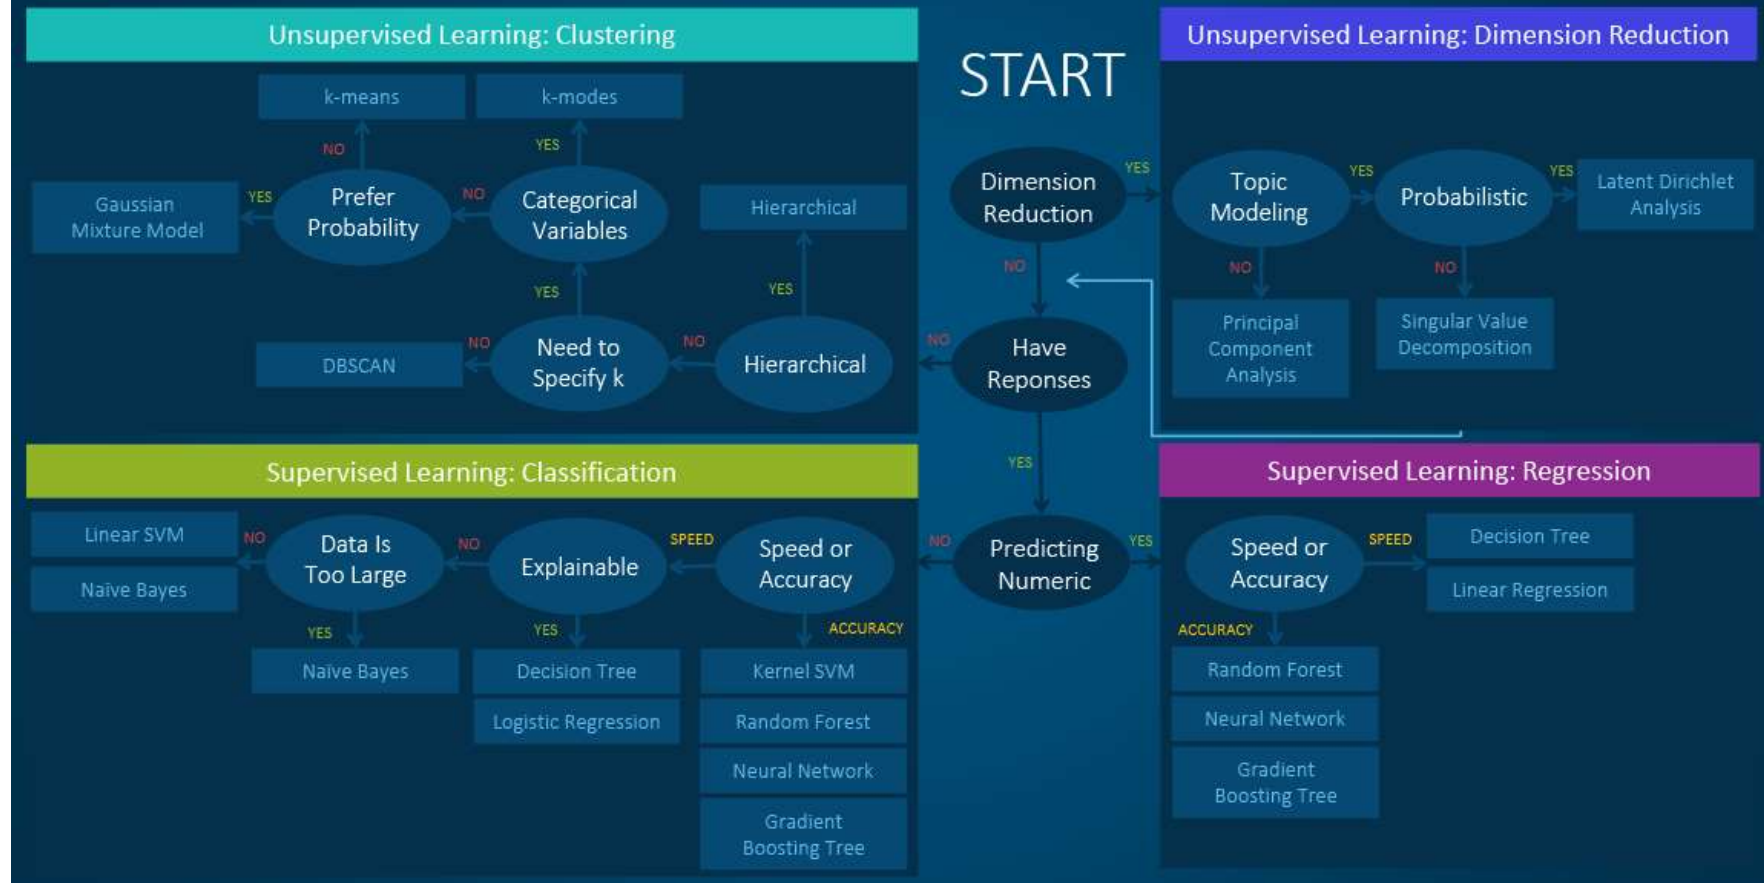 Unsupervised Learning: Clustering
k-means
k-modes
NO
YES
Gaussian
Mixture Model
YES
Prefer
Probability
NO
Categorical
Variables
Hierarchical
YES
YES
DBSCAN
NO
Need to
Specify k
NO
Hierarchical
START
Dimension
Reduction
YES
NO
NO
Have
Reponses
YES
NO
Predicting
Numeric
YES
Unsupervised Learning: Dimension Reduction
Topic
Modeling
YES
Probabilistic
YES
Latent Dirichlet
Analysis
NO
NO
Principal
Component
Analysis
Singular Value
Decomposition
Supervised Learning: Classification
Linear SVM
Naïve Bayes
NO
Data Is
Too Large
NO
Explainable
SPEED
Speed or
Accuracy
YES
YES
ACCURACY
Naïve Bayes
Decision Tree
Logistic Regression
Kernel SVM
Random Forest
Neural Network
Gradient
Boosting Tree
Supervised Learning: Regression
Speed or
Accuracy
SPEED
Decision Tree
Linear Regression
ACCURACY
Random Forest
Neural Network
Gradient
Boosting Tree